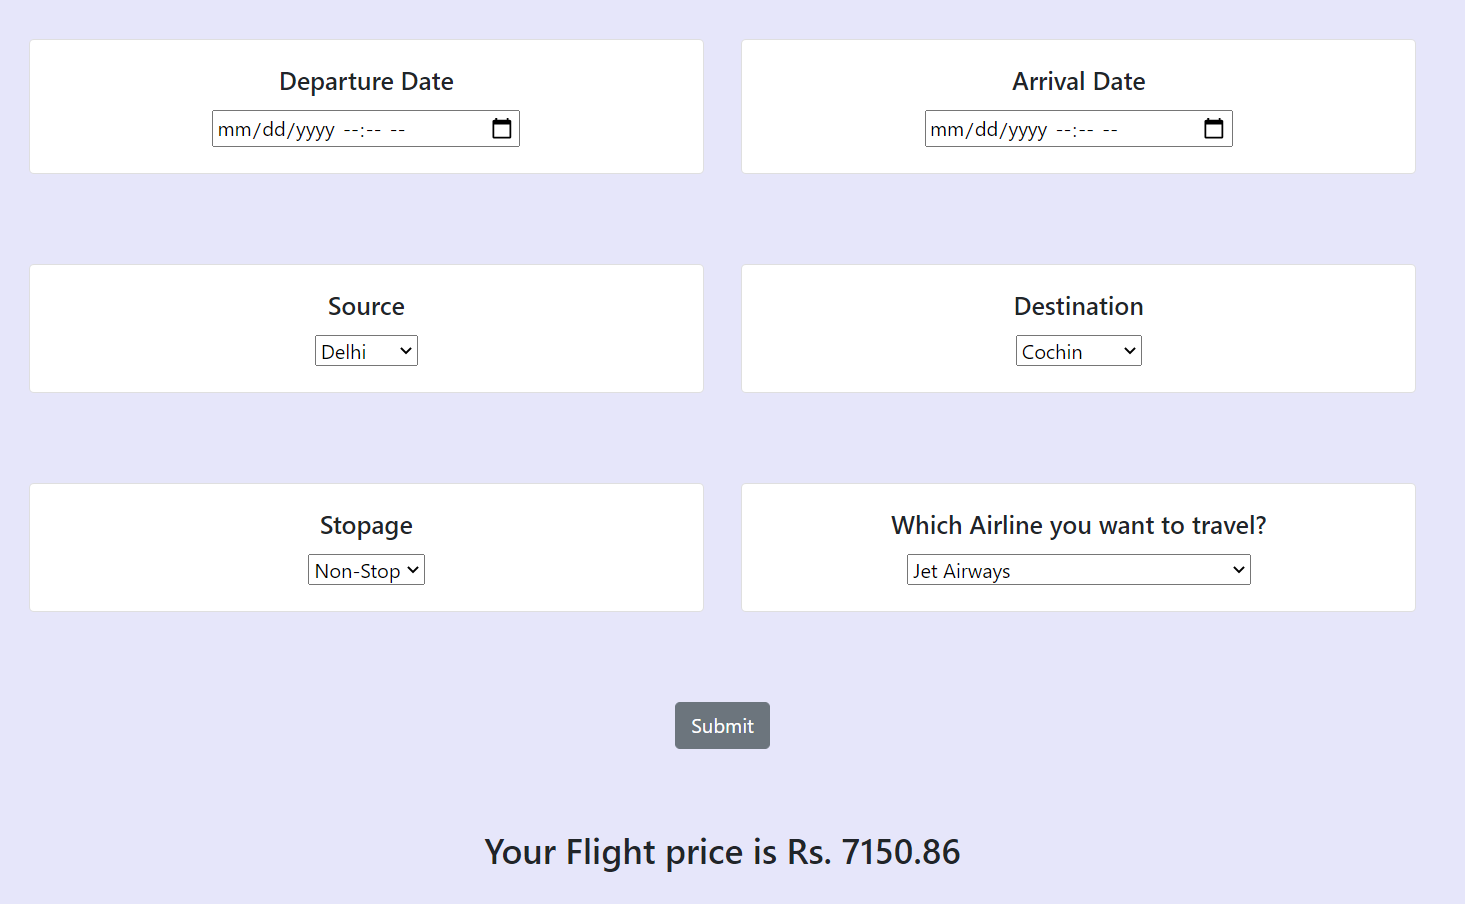 Departure Date
Arrival Date
mm/dd/yyyy --:-- --
mm/dd/yyyy --:-- --
Source
Destination
Delhi
Cochin
Stopage
Which Airline you want to travel?
Non-Stop
Jet Airways
Submit
Your Flight price is Rs. 7150.86